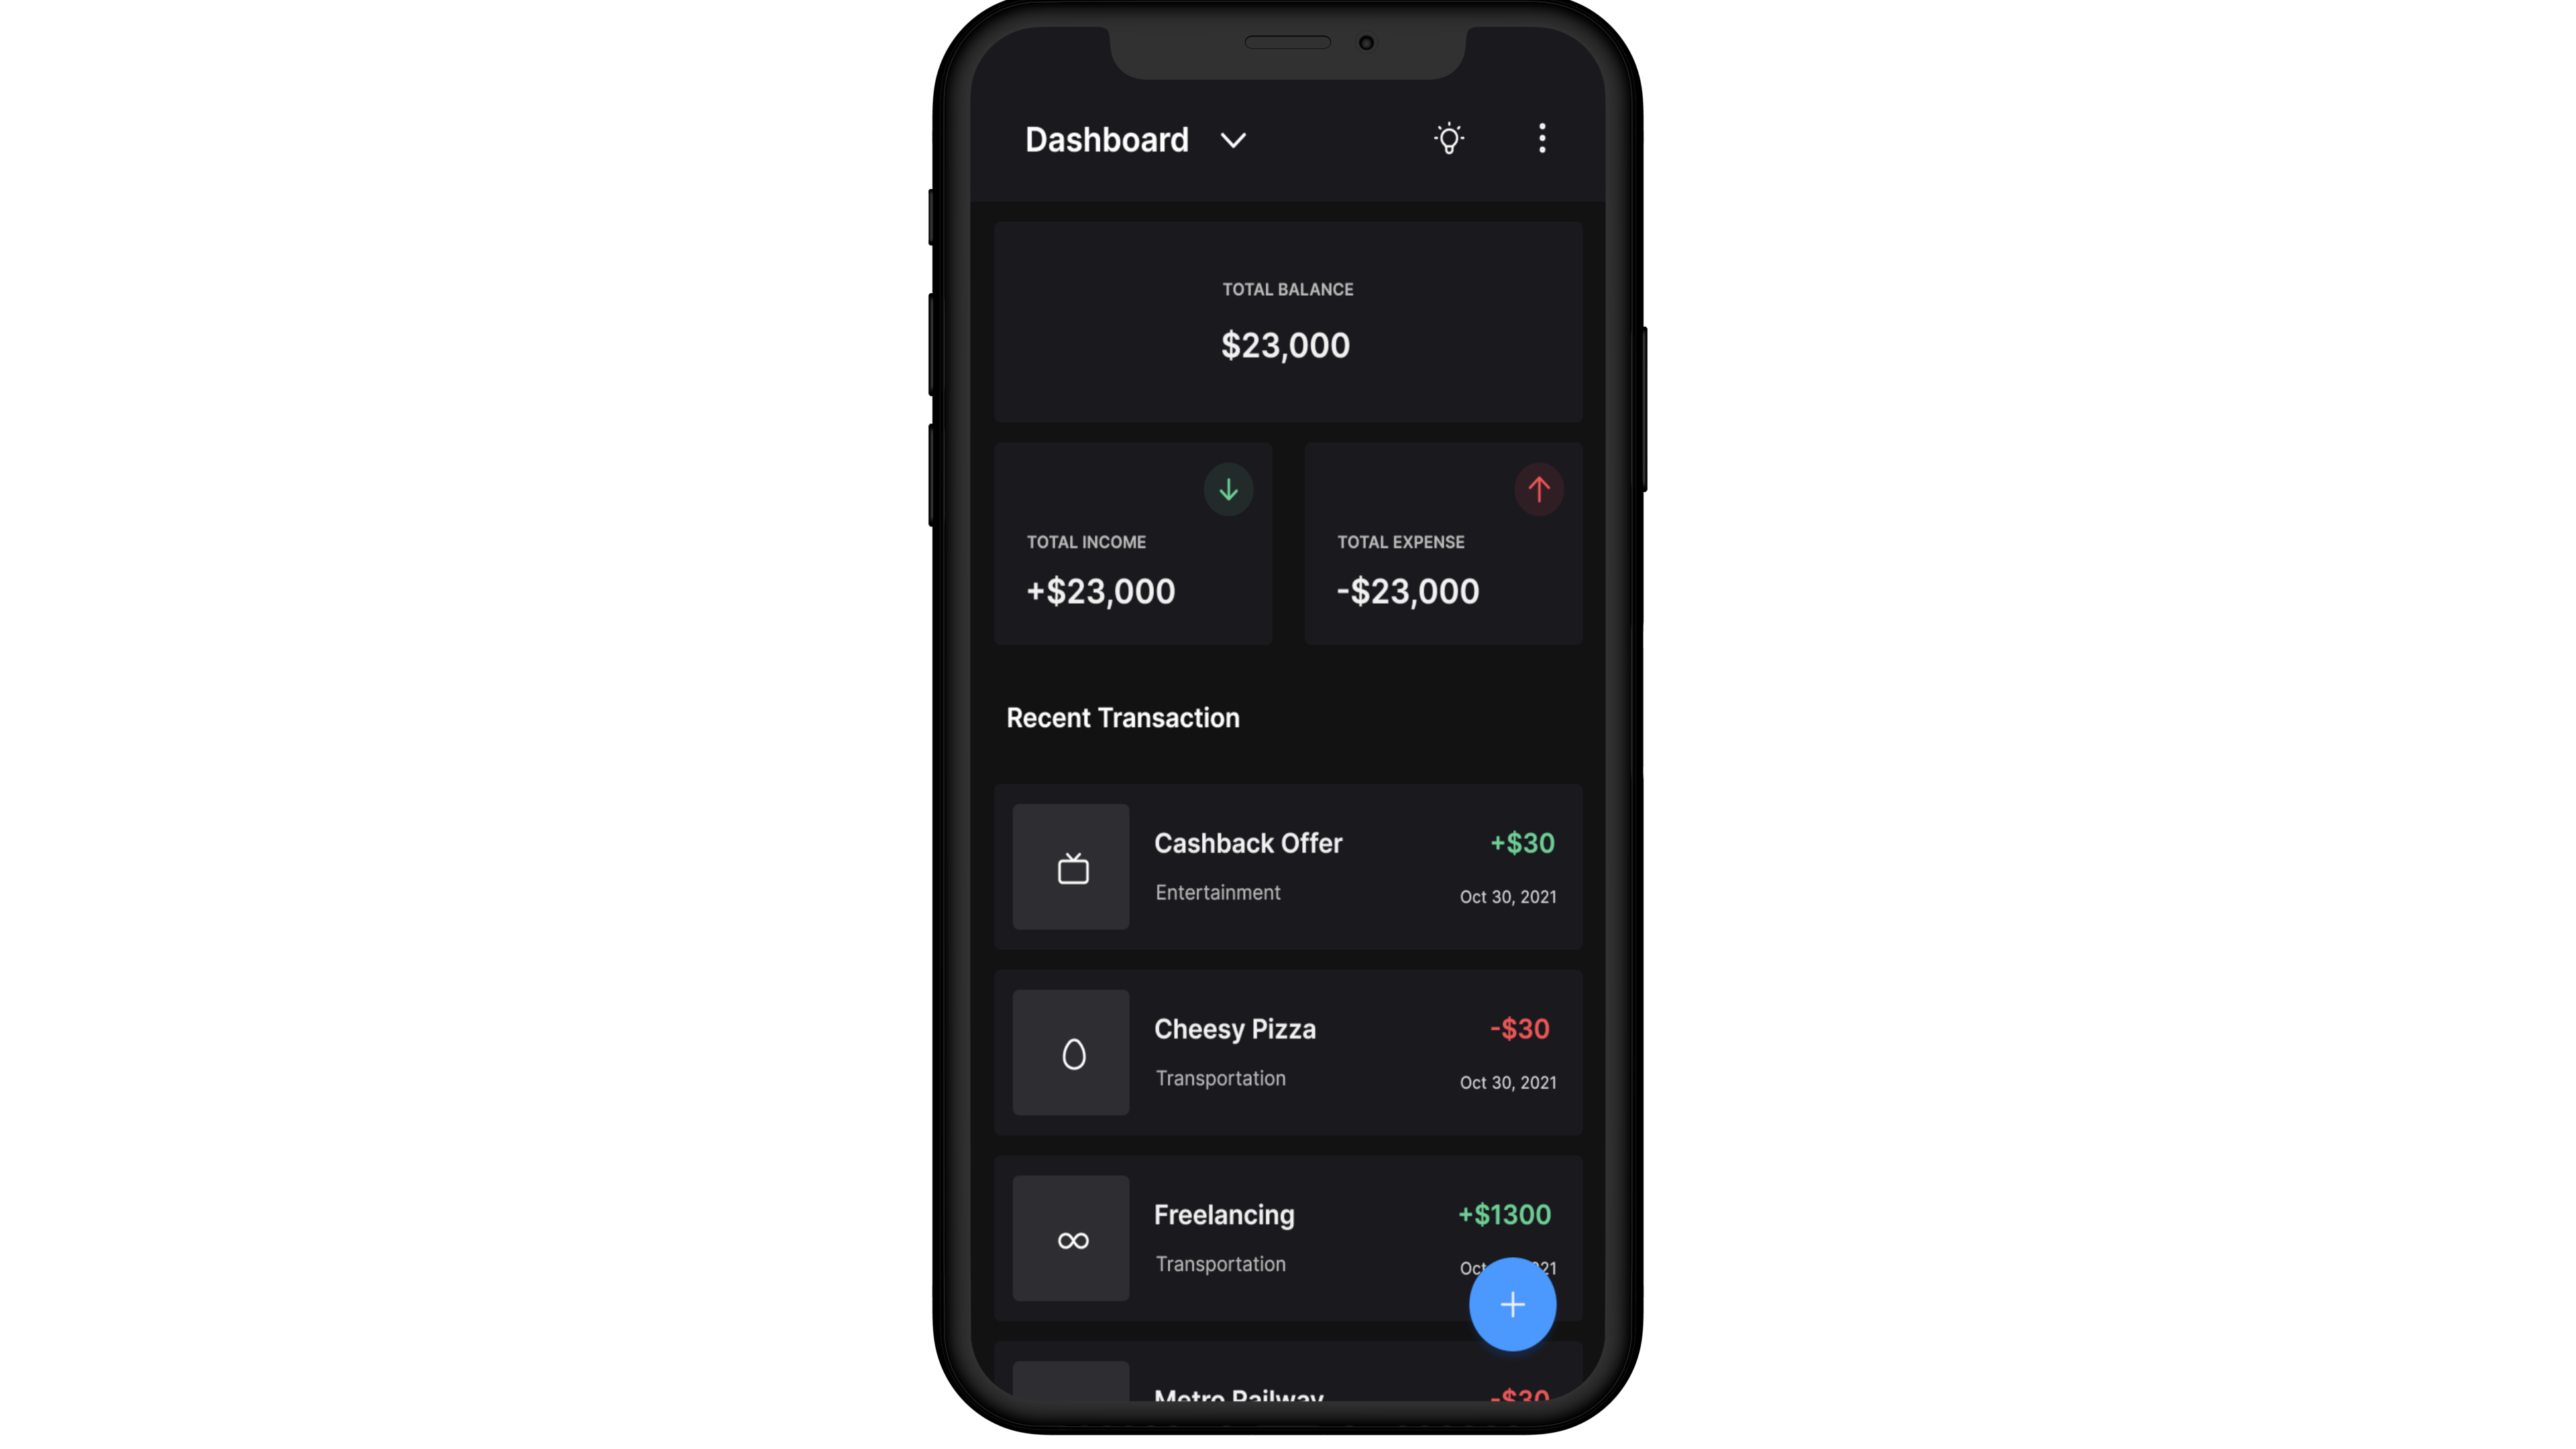 Dashboard
TOTAL BALANCE
$23,000
TOTAL INCOME
+$23,000
TOTAL EXPENSE
-$23,000
Recent Transaction
Cashback Offer
+$30
Entertainment
Oct 30, 2021
Cheesy Pizza
-$30
Transportation
Oct 30, 2021
Freelancing
+$1300
Transportation
Oct 21
Metro Railway
-$30